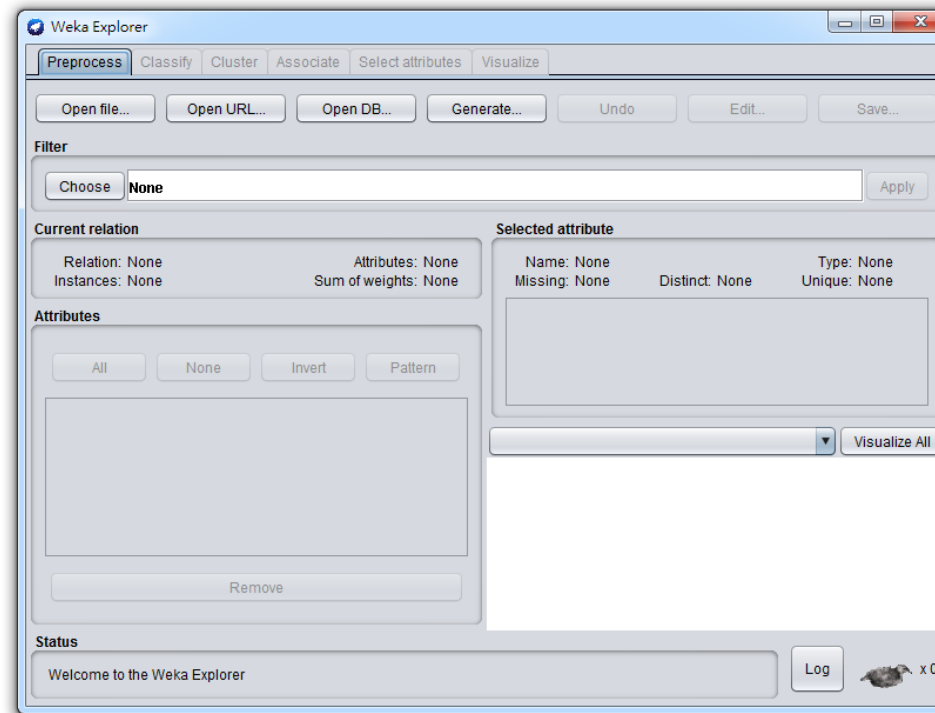 Weka Explorer
Preprocess Classify Cluster Associate Select attributes Visualize
Open file... Open URL... Open DB... Generate... Undo Edit... Save...
Filter
Choose None Apply
Current relation
Relation: None Attributes: None
Instances: None Sum of weights: None
Selected attribute
Name: None Type: None
Missing: None Distinct: None Unique: None
Attributes
All None Invert Pattern
Remove
Visualize All
Status
Welcome to the Weka Explorer
Log x 0